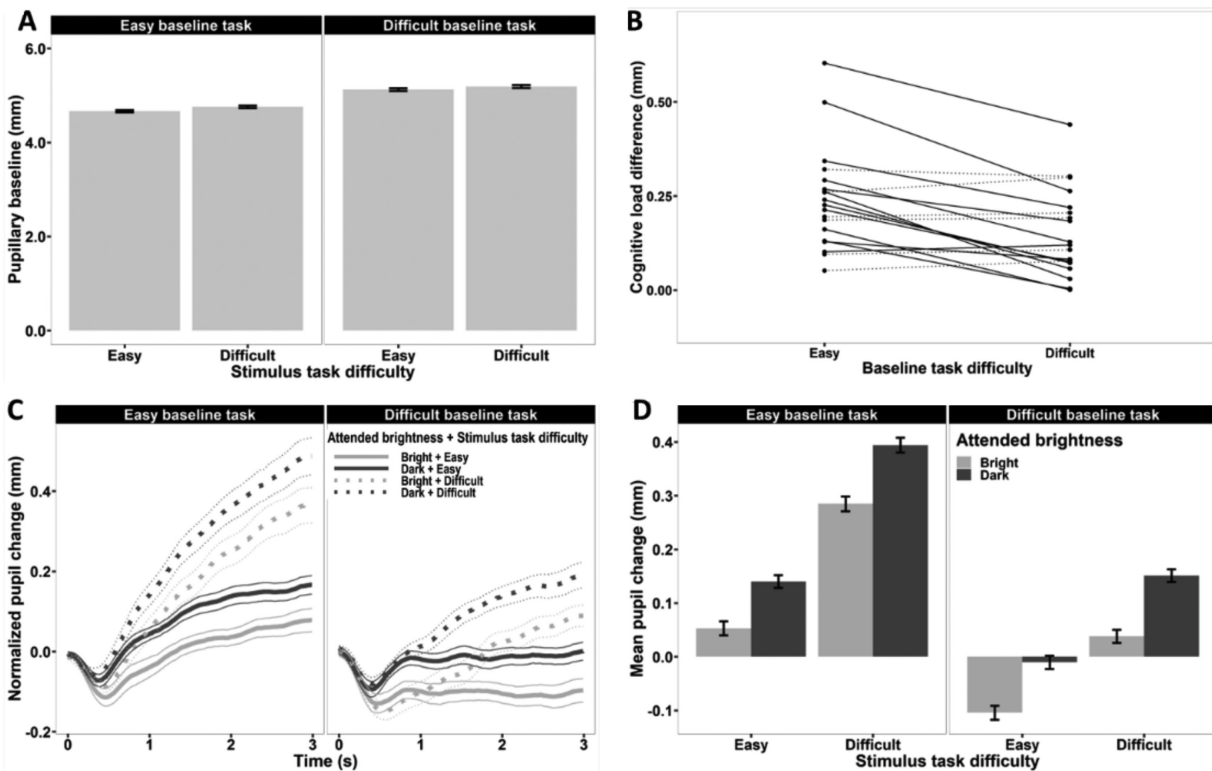 A
Easy baseline task
Difficult baseline task
Pupillary baseline (mm)
6.0
4.0
2.0
0.0
Easy
Difficult
Easy
Difficult
Stimulus task difficulty
B
Cognitive load difference (mm)
0.50
0.25
0.00
Easy
Difficult
Baseline task difficulty
C
Easy baseline task
Difficult baseline task
Normalized pupil change (mm)
0.4
0.2
0.0
-0.2
Attended brightness + Stimulus task difficulty
Bright + Easy
Dark + Easy
Bright + Difficult
Dark + Difficult
0
1
2
3
0
1
2
3
Time (s)
D
Easy baseline task
Difficult baseline task
Mean pupil change (mm)
0.4
0.3
0.2
0.1
0.0
-0.1
Attended brightness
Bright
Dark
Easy
Difficult
Easy
Difficult
Stimulus task difficulty